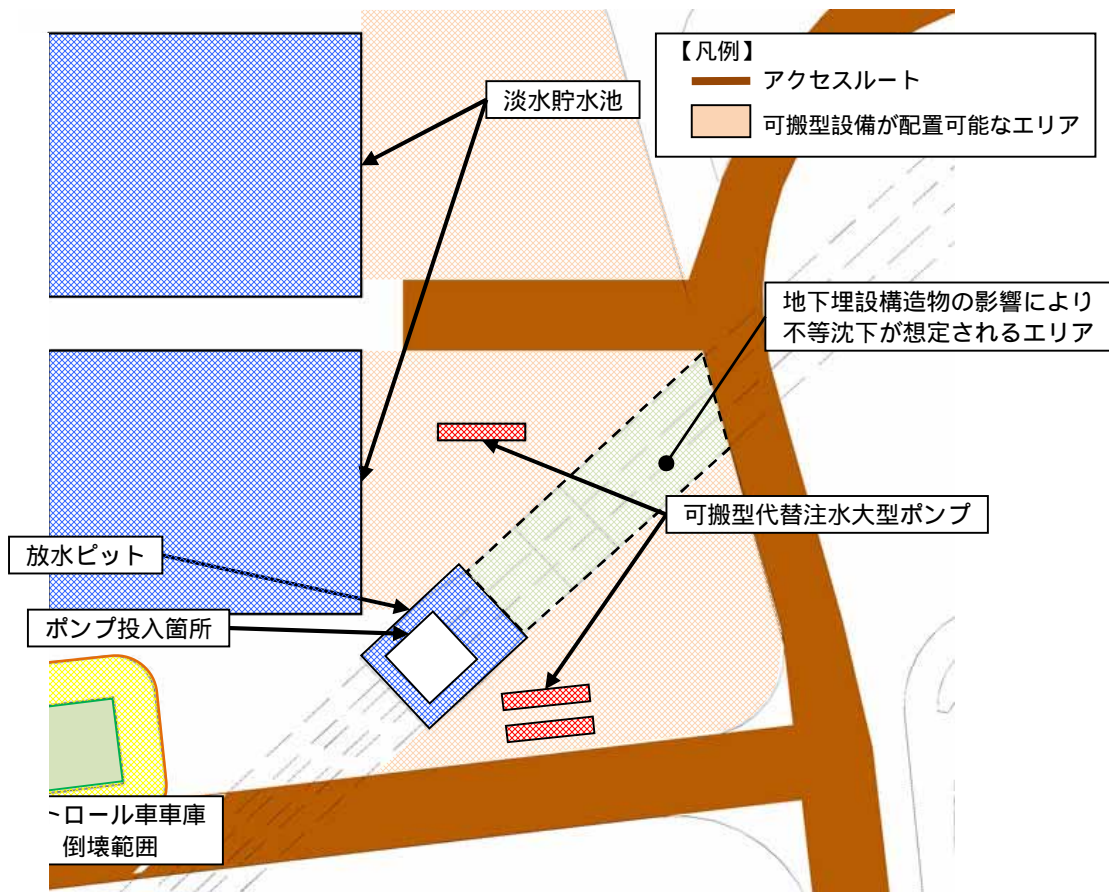 【凡例】
アクセスルート
可搬型設備が配置可能なエリア
淡水貯水池
地下埋設構造物の影響により
不等沈下が想定されるエリア
可搬型代替注水大型ポンプ
放水ピット
ポンプ投入箇所
トロール車車庫
倒壊範囲